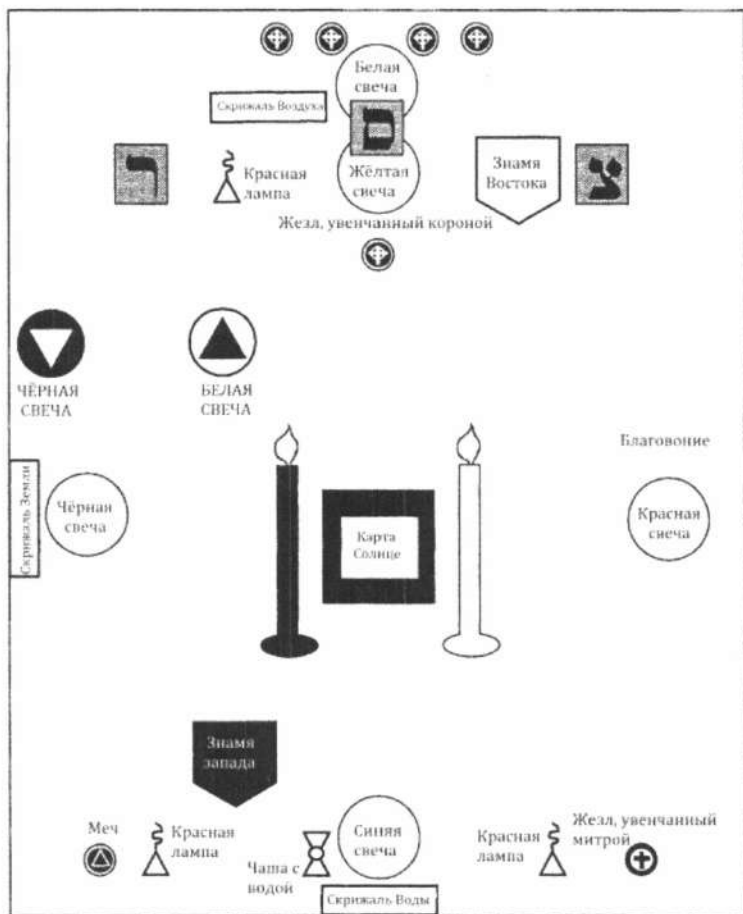 Белая
свеча
Скрижаль Воздуха
ר
ס
צ
Красная
лампа
Жёлтая
свеча
Знамя
Востока
Жезл, увенчанный короной
ЧЁРНАЯ
СВЕЧА
БЕЛАЯ
СВЕЧА
Благовоние
Скрижаль Земли
Чёрная
свеча
Карта
Солнце
Красная
свеча
Знамя
запада
Меч
Красная
лампа
Чаша с
водой
Синяя
свеча
Красная
лампа
Жезл, увенчанный
митрой
Скрижаль Воды